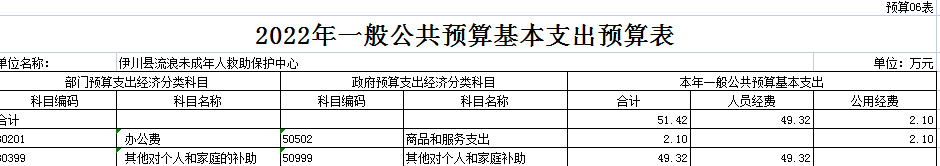 预算06表
2022年一般公共预算基本支出预算表
单位名称： 伊川县流浪未成年人救助保护中心 单位：万元
部门预算支出经济分类科目 政府预算支出经济分类科目 本年一般公共预算基本支出
科目编码 科目名称 科目编码 科目名称 合计 人员经费 公用经费
合计 51.42 49.32 2.10
30201 办公费 50502 商品和服务支出 2.10 2.10
30399 其他对个人和家庭的补助 50999 其他对个人和家庭补助 49.32 49.32